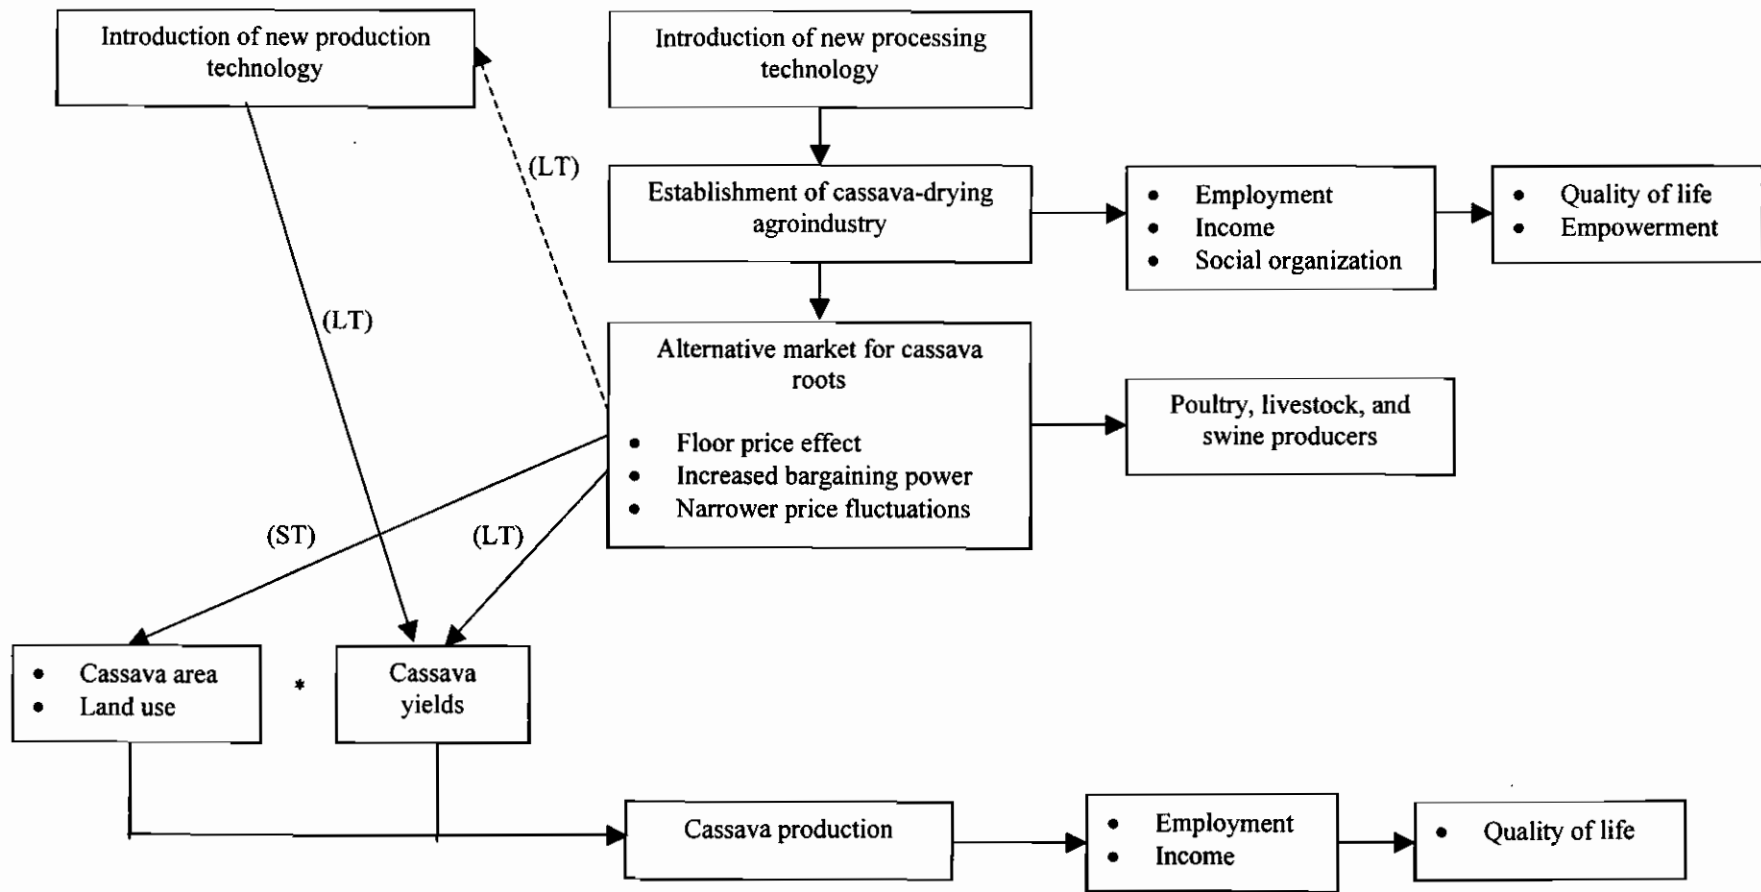 Introduction of new production
technology
Introduction of new processing
technology
(LT)
Establishment of cassava-drying
agroindustry
• Employment
• Income
• Social organization
• Quality of life
• Empowerment
(LT)
Alternative market for cassava
roots
• Floor price effect
• Increased bargaining power
• Narrower price fluctuations
Poultry, livestock, and
swine producers
(ST)
(LT)
• Cassava area
• Land use
*
Cassava
yields
Cassava production
• Employment
• Income
• Quality of life